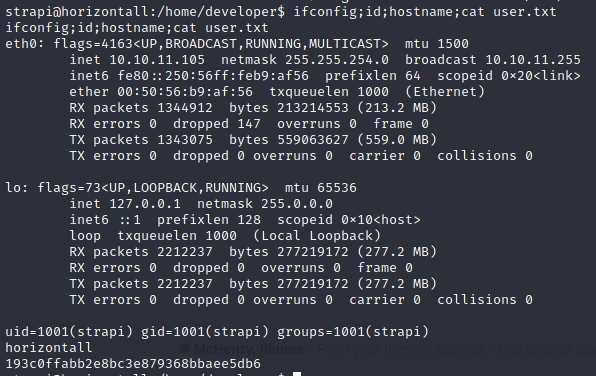 strapi@horizontall:/home/developer$ ifconfig;id;hostname;cat user.txt
ifconfig;id;hostname;cat user.txt
eth0: flags=4163<UP,BROADCAST,RUNNING,MULTICAST>  mtu 1500
        inet 10.10.11.105  netmask 255.255.254.0  broadcast 10.10.11.255
        inet6 fe80::250:56ff:feb9:af56  prefixlen 64  scopeid 0×20<link>
        ether 00:50:56:b9:af:56  txqueuelen 1000  (Ethernet)
        RX packets 1344912  bytes 213214553 (213.2 MB)
        RX errors 0  dropped 147  overruns 0  frame 0
        TX packets 1343075  bytes 559063627 (559.0 MB)
        TX errors 0  dropped 0 overruns 0  carrier 0  collisions 0
lo: flags=73<UP,LOOPBACK,RUNNING>  mtu 65536
        inet 127.0.0.1  netmask 255.0.0.0
        inet6 ::1  prefixlen 128  scopeid 0×10<host>
        loop  txqueuelen 1000  (Local Loopback)
        RX packets 2212237  bytes 277219172 (277.2 MB)
        RX errors 0  dropped 0  overruns 0  frame 0
        TX packets 2212237  bytes 277219172 (277.2 MB)
        TX errors 0  dropped 0 overruns 0  carrier 0  collisions 0
uid=1001(strapi) gid=1001(strapi) groups=1001(strapi)
horizontall
McHenry, Illinois - From your Internet address - Use precise
193c0ffabb2e8bc3e879368bbaee5db6